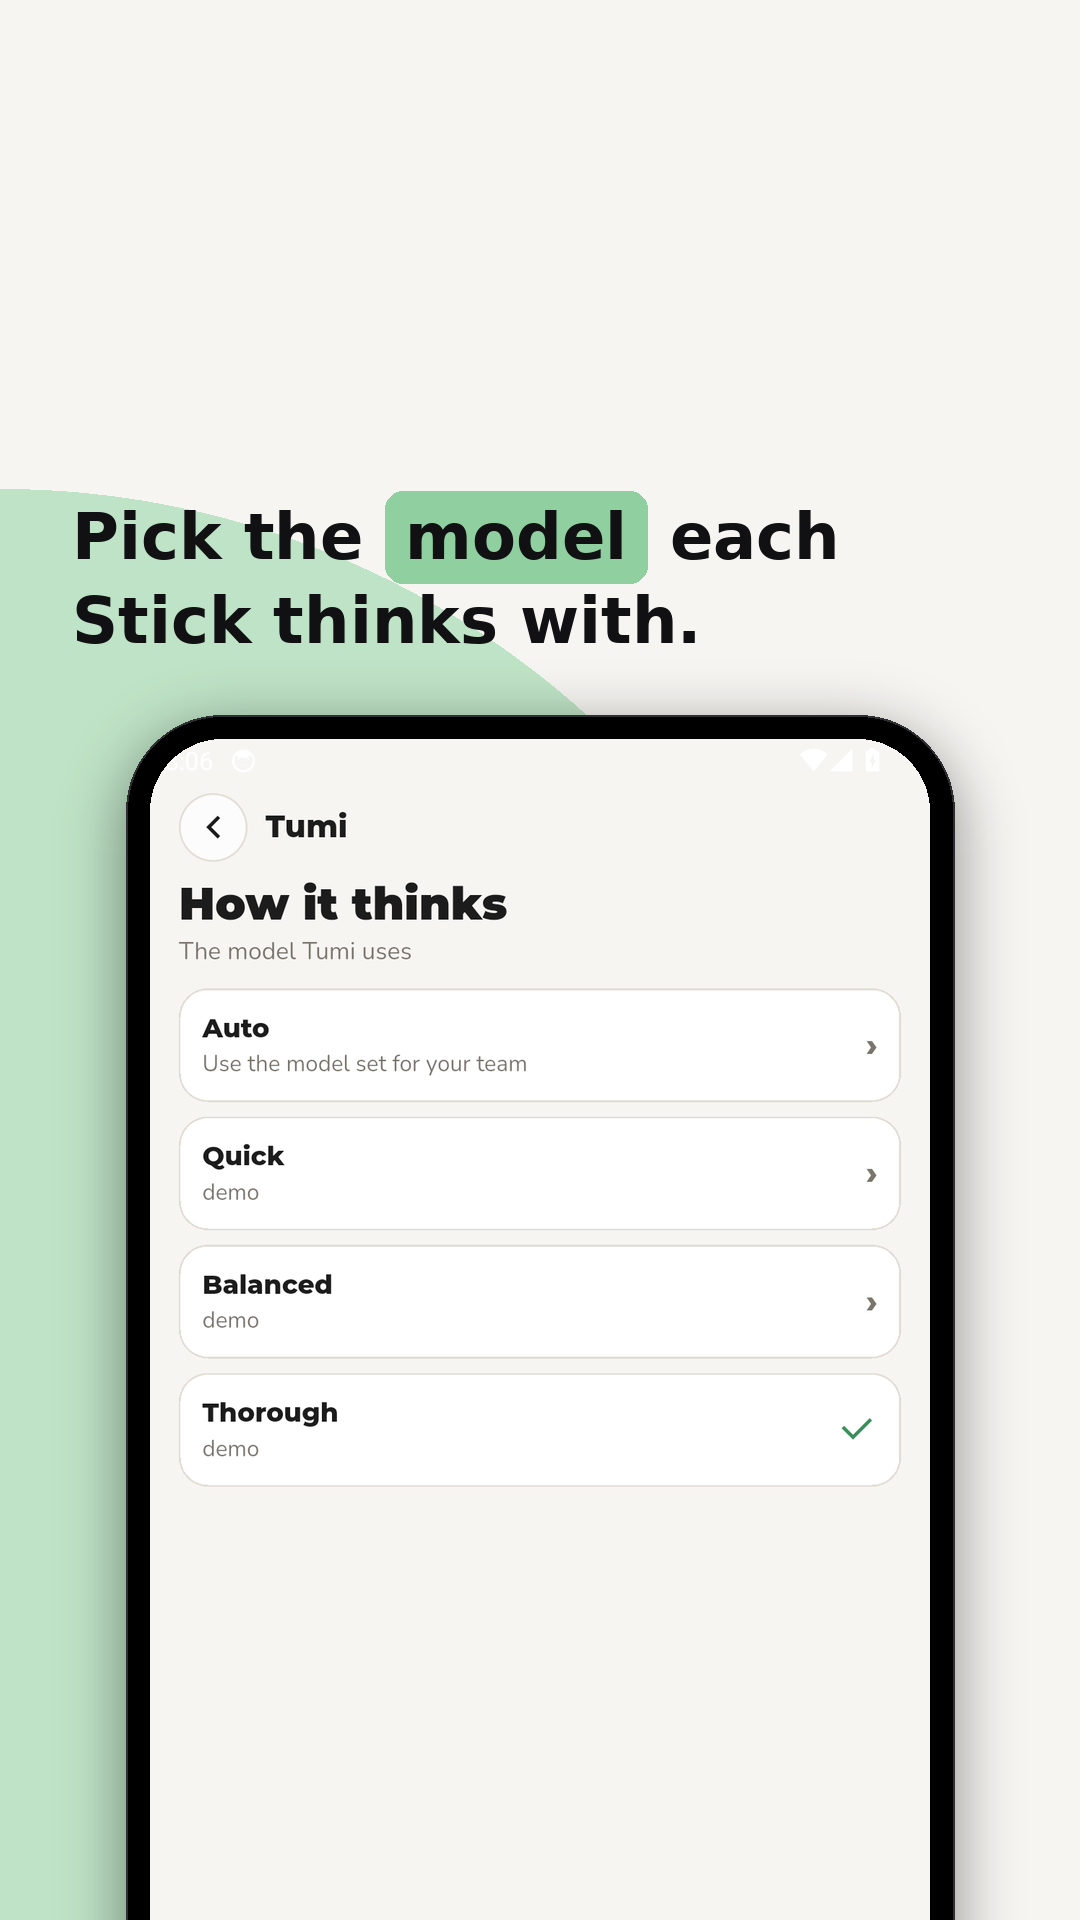 Pick the model each
Stick thinks with.
Tumi
How it thinks
The model Tumi uses
Auto
Use the model set for your team
Quick
demo
Balanced
demo
Thorough
demo